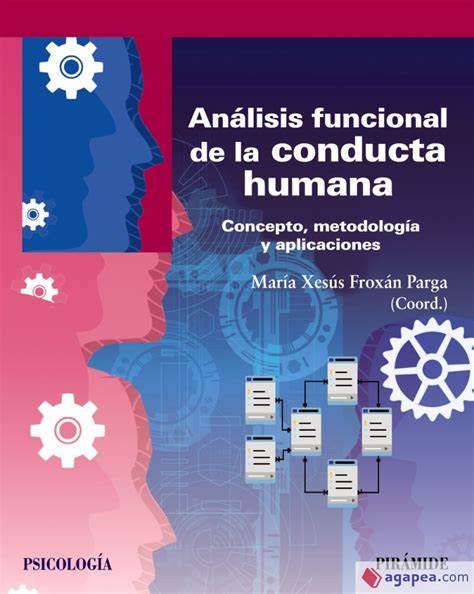 Análisis funcional
de la conducta
humana
Concepto, metodología
y aplicaciones
María Xesús Froxán Parga
(Coord.)
PSICOLOGÍA
PIRÁMIDE
agapea.com